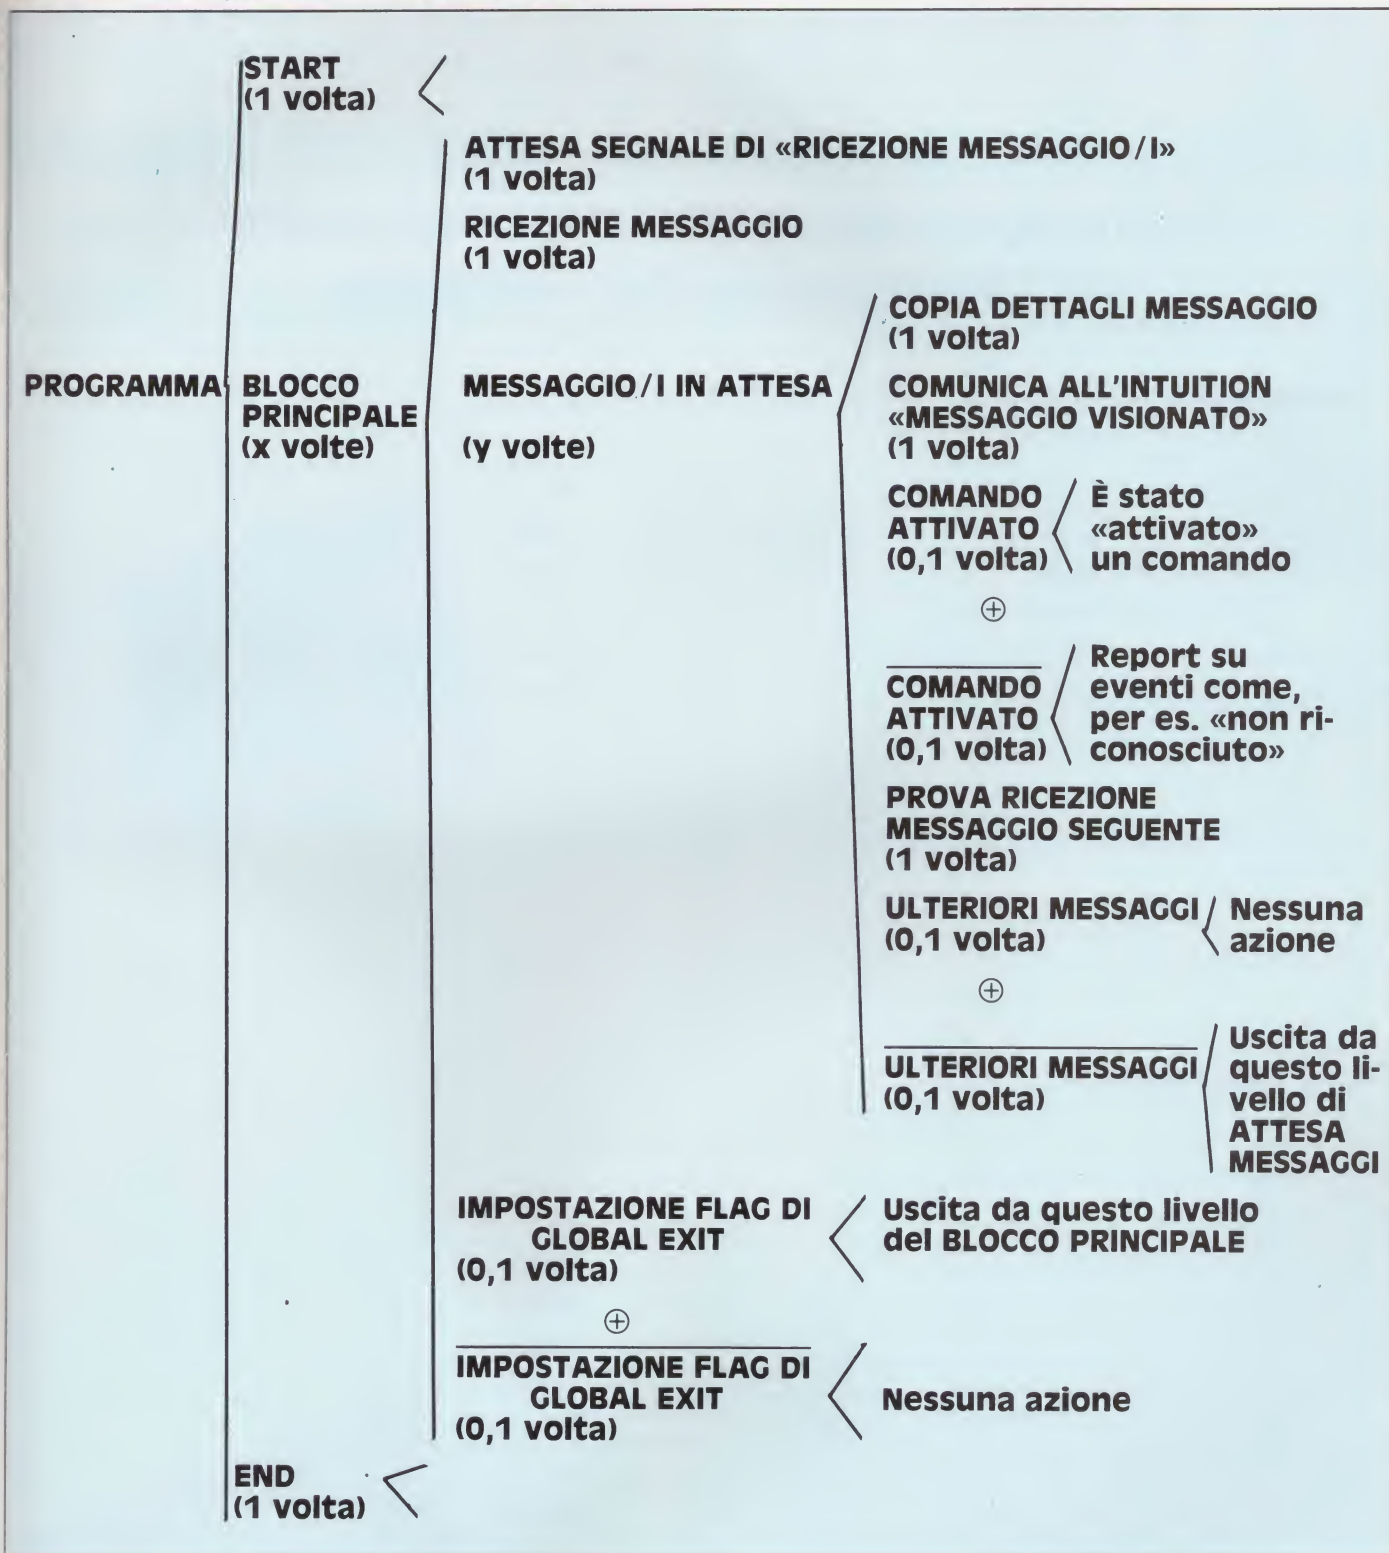 START
(1 volta)
ATTESA SEGNALE DI «RICEZIONE MESSAGGIO/I»
(1 volta)
RICEZIONE MESSAGGIO
(1 volta)
PROGRAMMA
BLOCCO
PRINCIPALE
(x volte)
MESSAGGIO/I IN ATTESA
(y volte)
COPIA DETTAGLI MESSAGGIO
(1 volta)
COMUNICA ALL'INTUITION
«MESSAGGIO VISIONATO»
(1 volta)
COMANDO
ATTIVATO
(0,1 volta)
È stato
«attivato»
un comando
⊕
COMANDO
ATTIVATO
(0,1 volta)
Report su
eventi come,
per es. «non ri-
conosciuto»
PROVA RICEZIONE
MESSAGGIO SEGUENTE
(1 volta)
ULTERIORI MESSAGGI
(0,1 volta)
Nessuna
azione
⊕
ULTERIORI MESSAGGI
(0,1 volta)
Uscita da
questo li-
vello di
ATTESA
MESSAGGI
IMPOSTAZIONE FLAG DI
GLOBAL EXIT
(0,1 volta)
Uscita da questo livello
del BLOCCO PRINCIPALE
⊕
IMPOSTAZIONE FLAG DI
GLOBAL EXIT
(0,1 volta)
Nessuna azione
END
(1 volta)